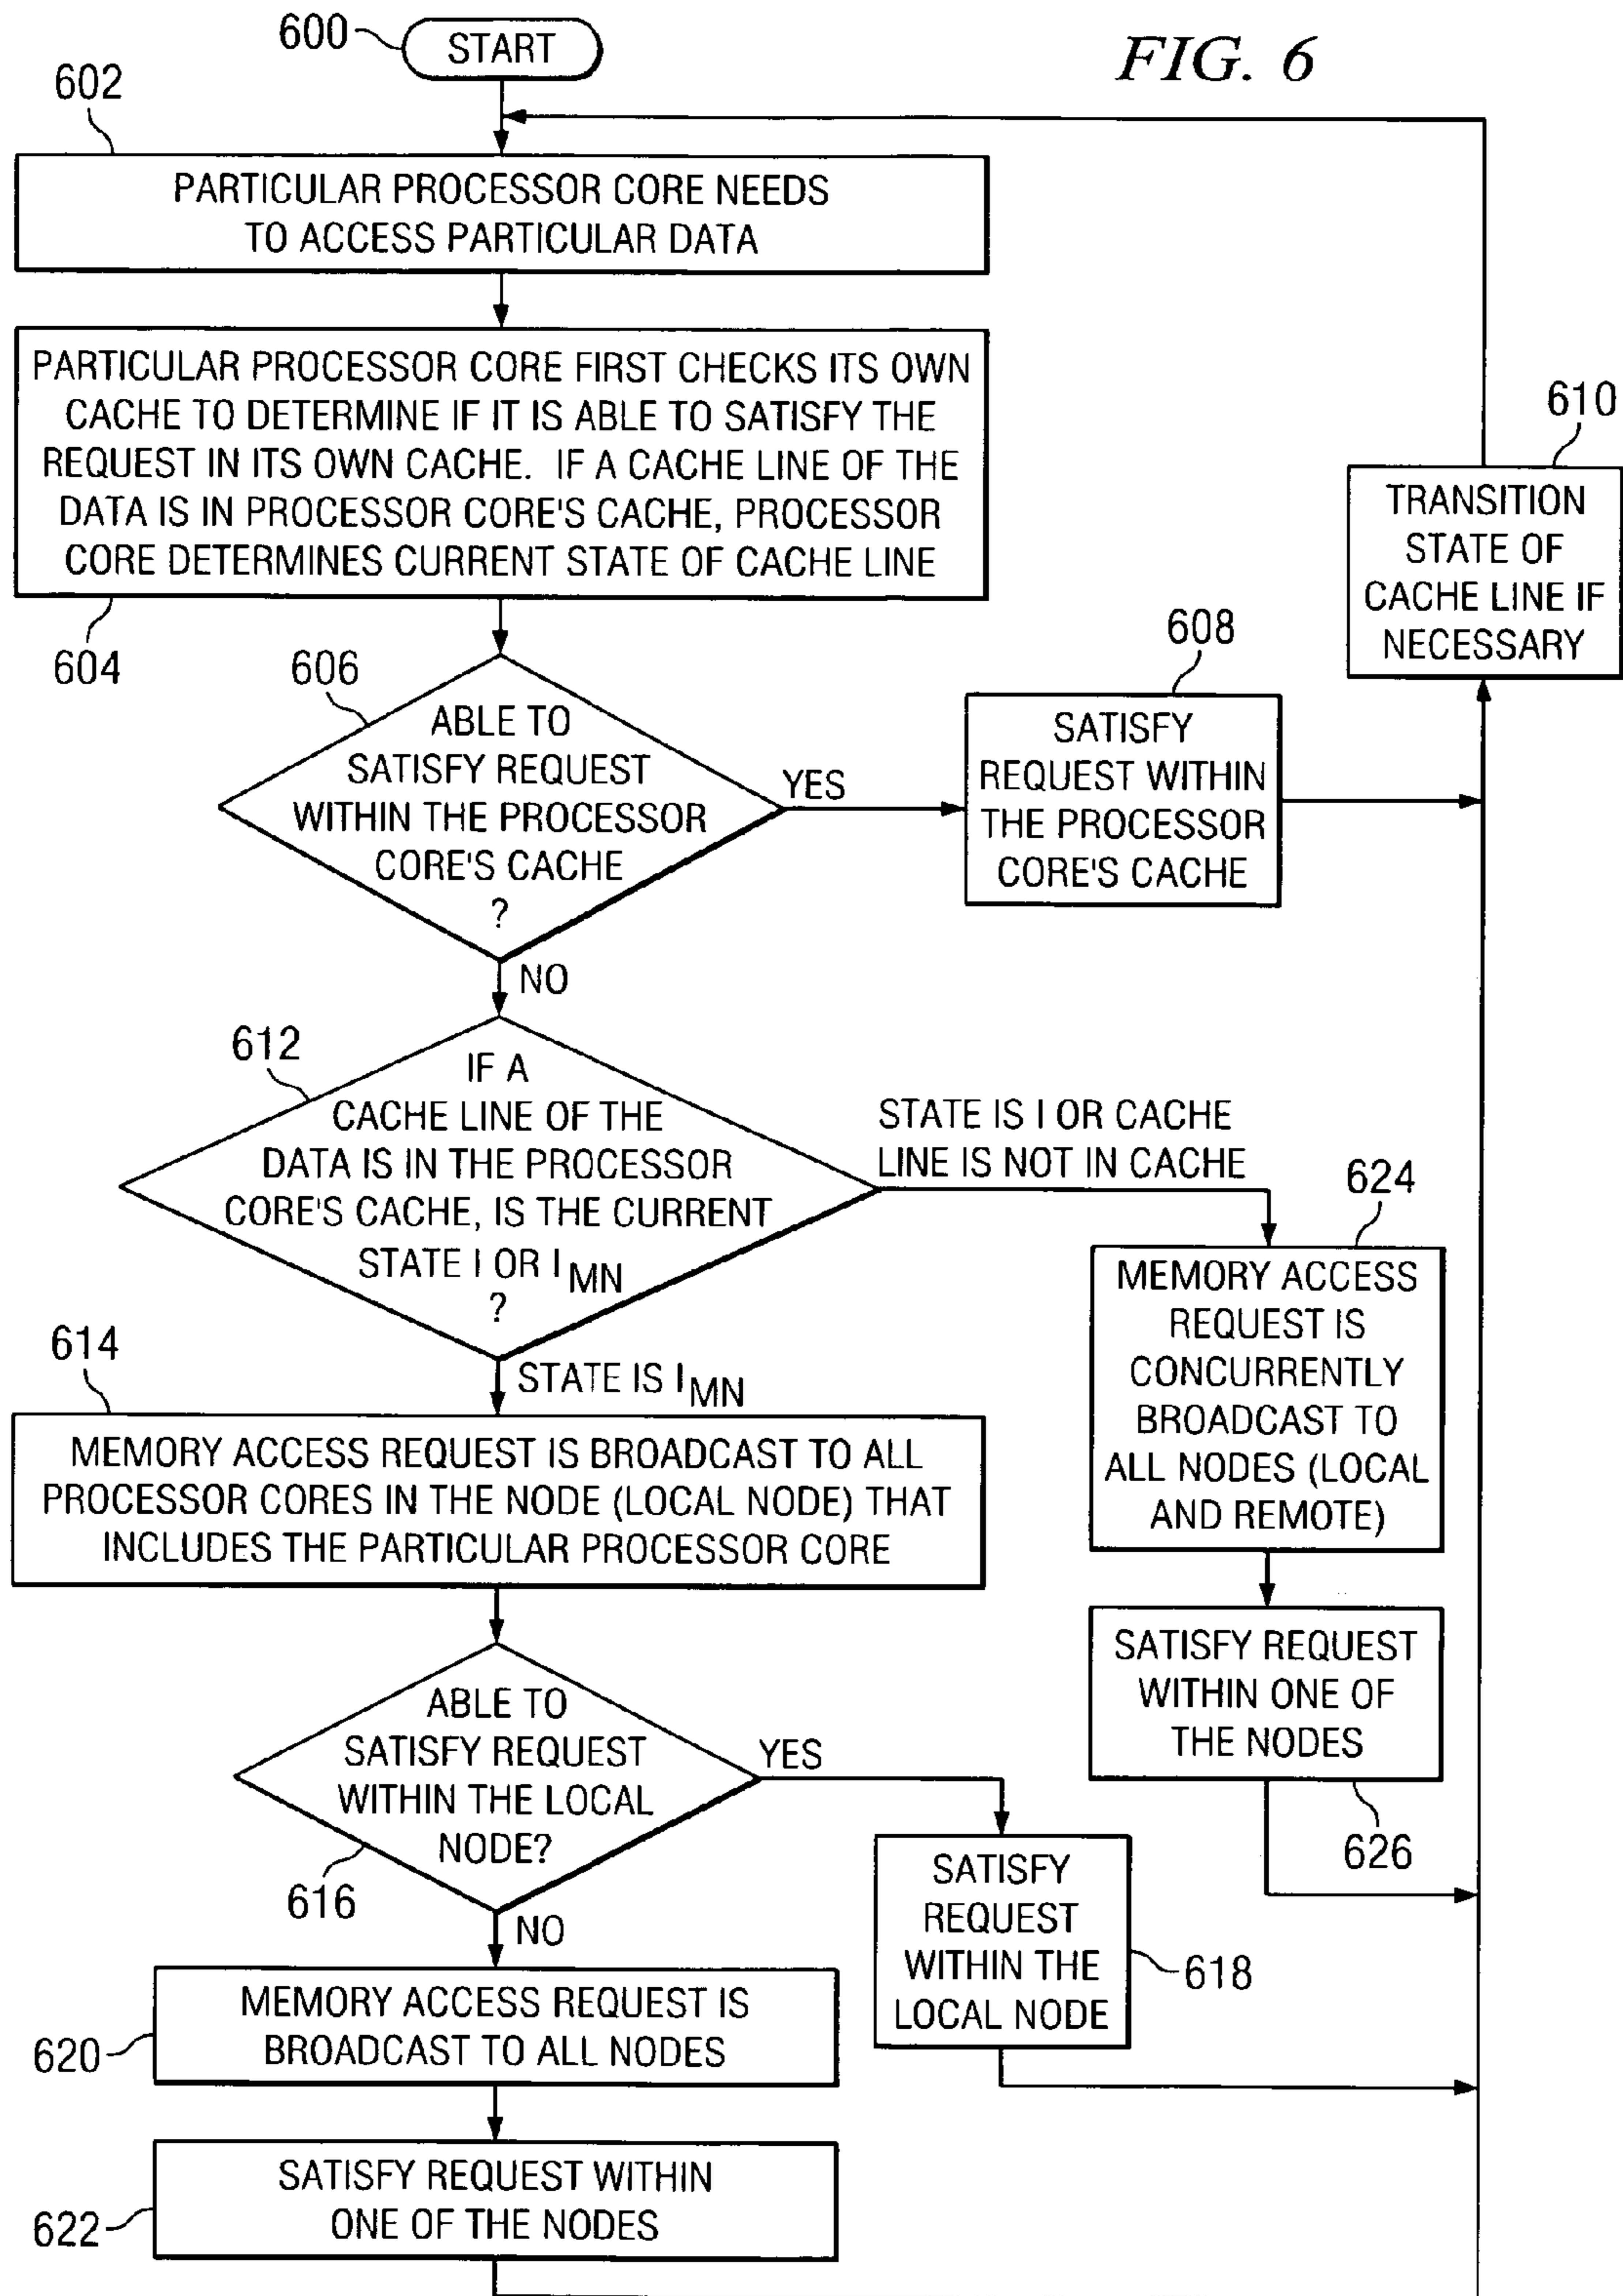 FIG. 6
600
START
602
PARTICULAR PROCESSOR CORE NEEDS
TO ACCESS PARTICULAR DATA
PARTICULAR PROCESSOR CORE FIRST CHECKS ITS OWN
CACHE TO DETERMINE IF IT IS ABLE TO SATISFY THE
REQUEST IN ITS OWN CACHE. IF A CACHE LINE OF THE
DATA IS IN PROCESSOR CORE'S CACHE, PROCESSOR
CORE DETERMINES CURRENT STATE OF CACHE LINE
604
610
TRANSITION
STATE OF
CACHE LINE IF
NECESSARY
606
ABLE TO
SATISFY REQUEST
WITHIN THE PROCESSOR
CORE'S CACHE
?
YES
608
SATISFY
REQUEST WITHIN
THE PROCESSOR
CORE'S CACHE
NO
612
IF A
CACHE LINE OF THE
DATA IS IN THE PROCESSOR
CORE'S CACHE, IS THE CURRENT
STATE I OR I MN
?
STATE IS I OR CACHE
LINE IS NOT IN CACHE
624
MEMORY ACCESS
REQUEST IS
CONCURRENTLY
BROADCAST TO
ALL NODES (LOCAL
AND REMOTE)
STATE IS I MN
614
MEMORY ACCESS REQUEST IS BROADCAST TO ALL
PROCESSOR CORES IN THE NODE (LOCAL NODE) THAT
INCLUDES THE PARTICULAR PROCESSOR CORE
SATISFY REQUEST
WITHIN ONE OF
THE NODES
626
ABLE TO
SATISFY REQUEST
WITHIN THE LOCAL
NODE?
616
YES
SATISFY
REQUEST
WITHIN THE
LOCAL NODE
618
NO
MEMORY ACCESS REQUEST IS
BROADCAST TO ALL NODES
620
SATISFY REQUEST WITHIN
ONE OF THE NODES
622